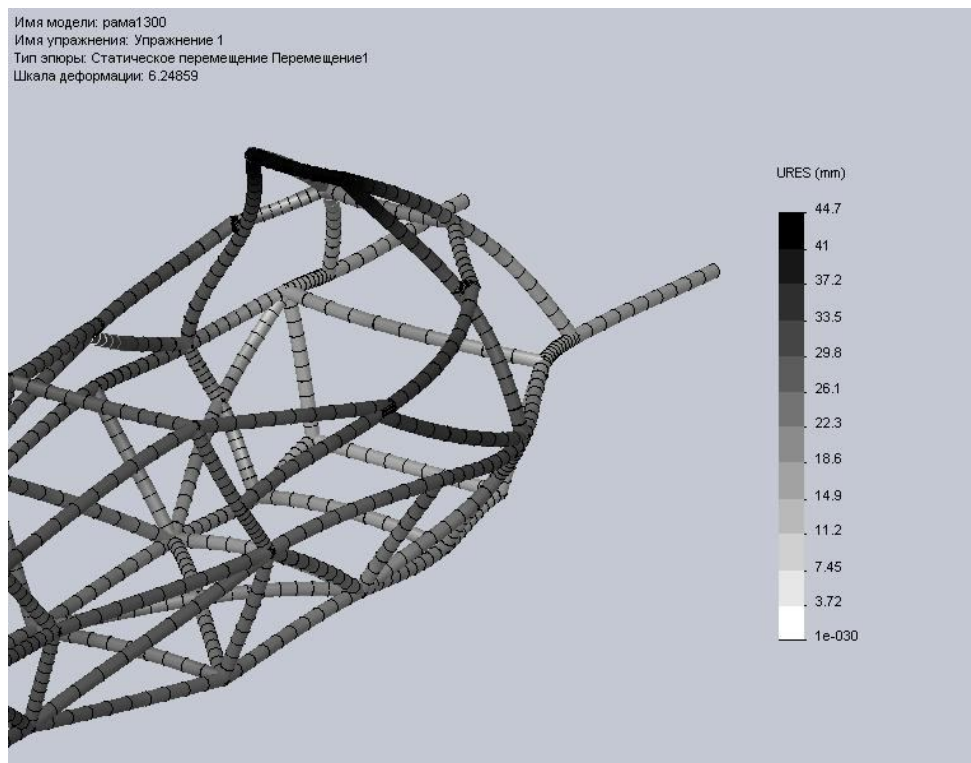 Имя модели: рама1300
Имя упражнения: Упражнение 1
Тип эпюры: Статическое перемещение Перемещение1
Шкала деформации: 6.24859
URES (mm)
44.7
41
37.2
33.5
29.8
26.1
22.3
18.6
14.9
11.2
7.45
3.72
1e-030